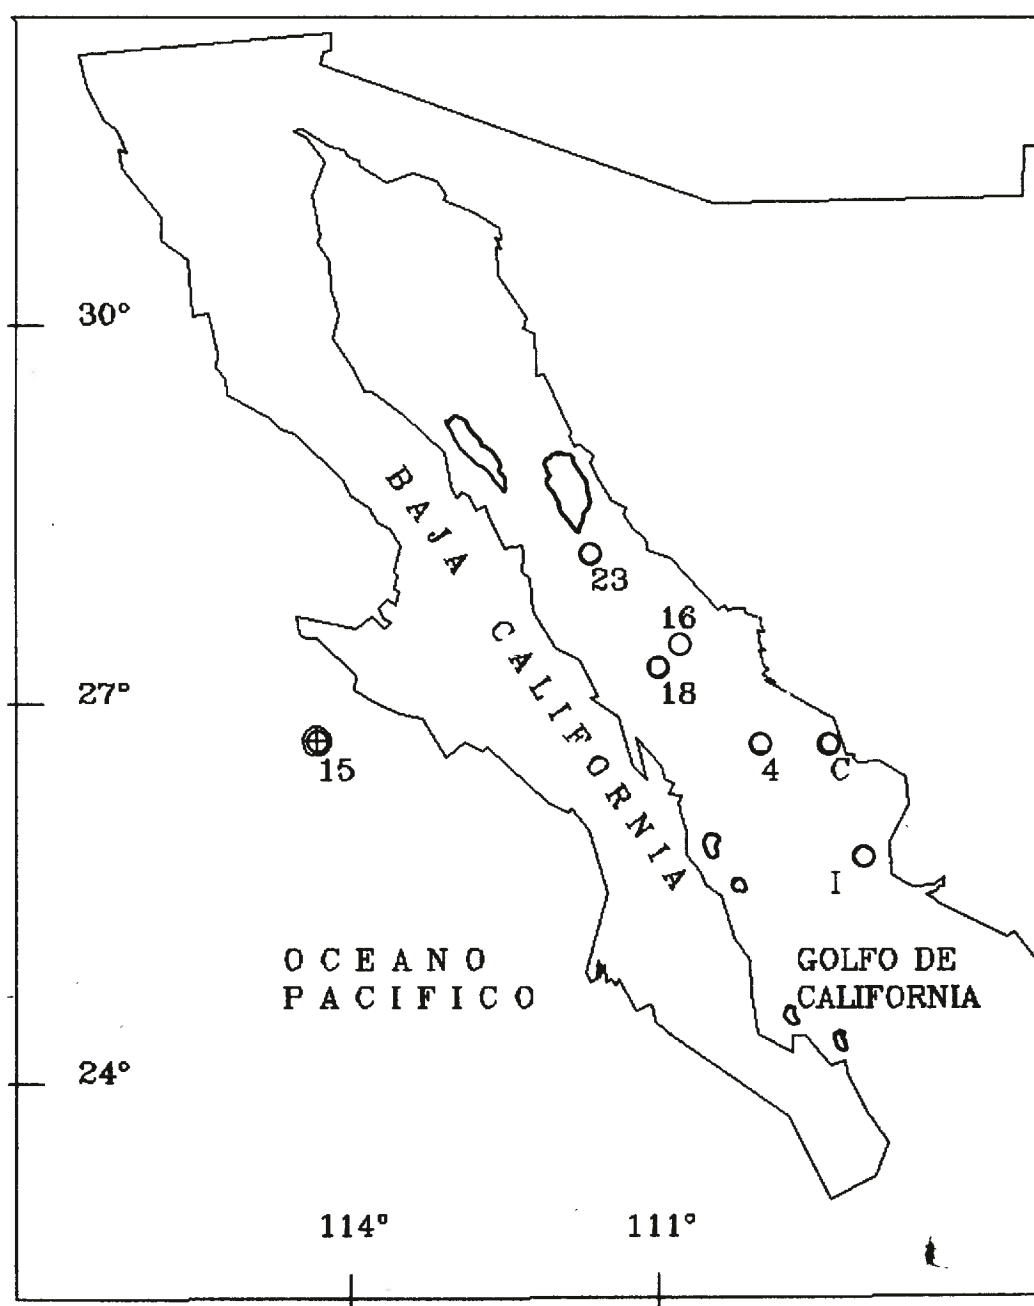 30°
BAJA CALIFORNIA
23
16
18
27°
15
4
C
I
OCEANO
PACIFICO
GOLFO DE
CALIFORNIA
24°
114°
111°